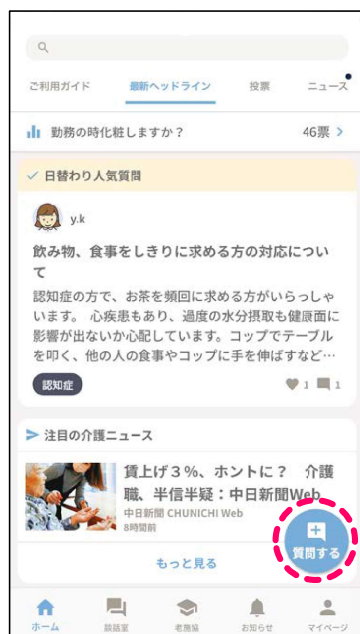 ご利用ガイド 最新ヘッドライン 投票 ニュース
勤務の時化粧しますか？ 46票
日替わり人気質問
y.k
飲み物、食事をしきりに求める方の対応につい
て
認知症の方で、お茶を頻回に求める方がいらっしゃ
います。 心疾患もあり、過度の水分摂取も健康面に
影響が出ないか心配しています。コップでテーブル
を叩く、他の人の食事やコップに手を伸ばすなど…
認知症 1 1
注目の介護ニュース
賃上げ３%、ホントに？ 介護
職、半信半疑：中日新聞Web
中日新聞 CHUNICHI Web
8時間前
質問する
もっと見る
ホーム 談話室 老施協 お知らせ マイページ